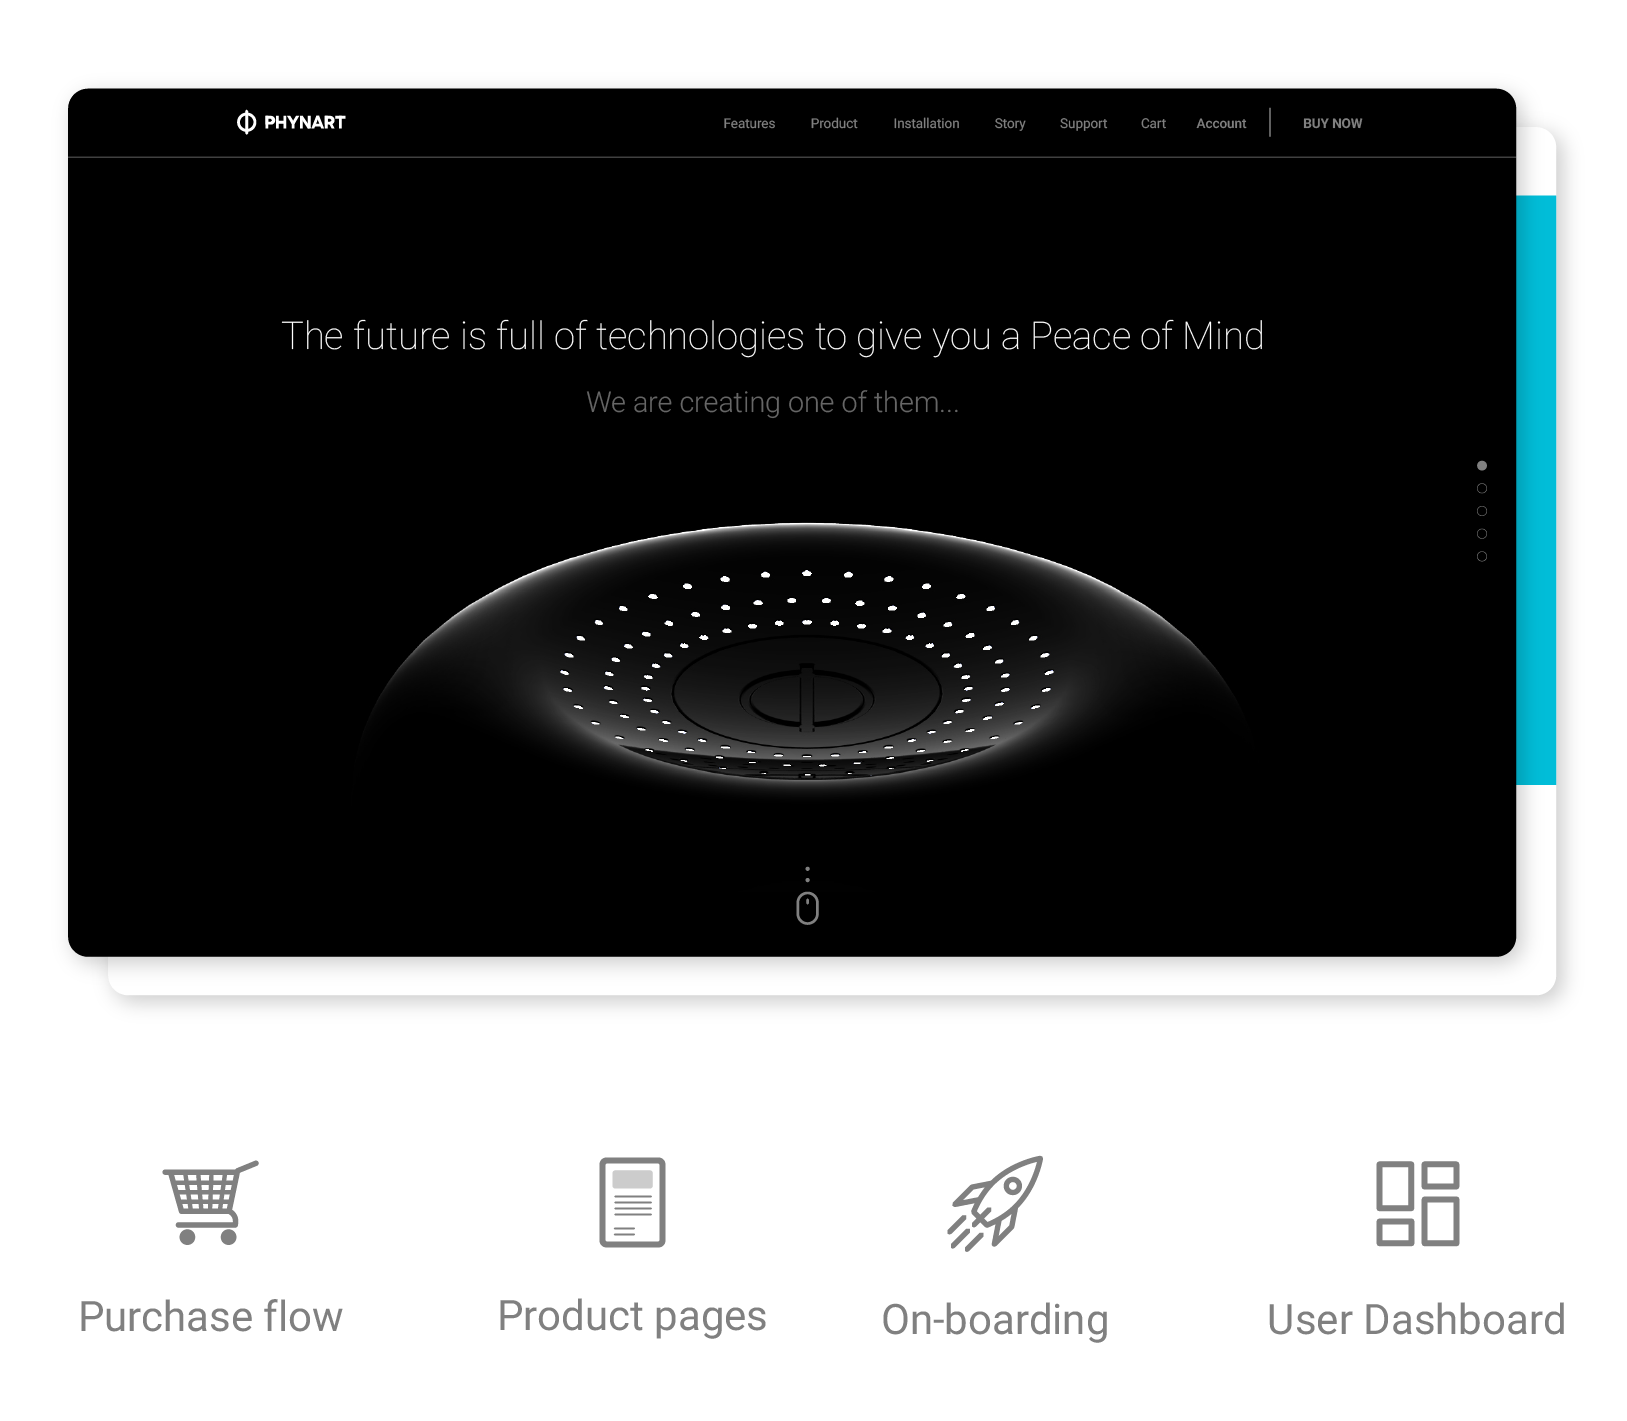 PHYNART
Features Product Installation Story Support Cart Account BUY NOW
The future is full of technologies to give you a Peace of Mind
We are creating one of them...
Purchase flow
Product pages
On-boarding
User Dashboard